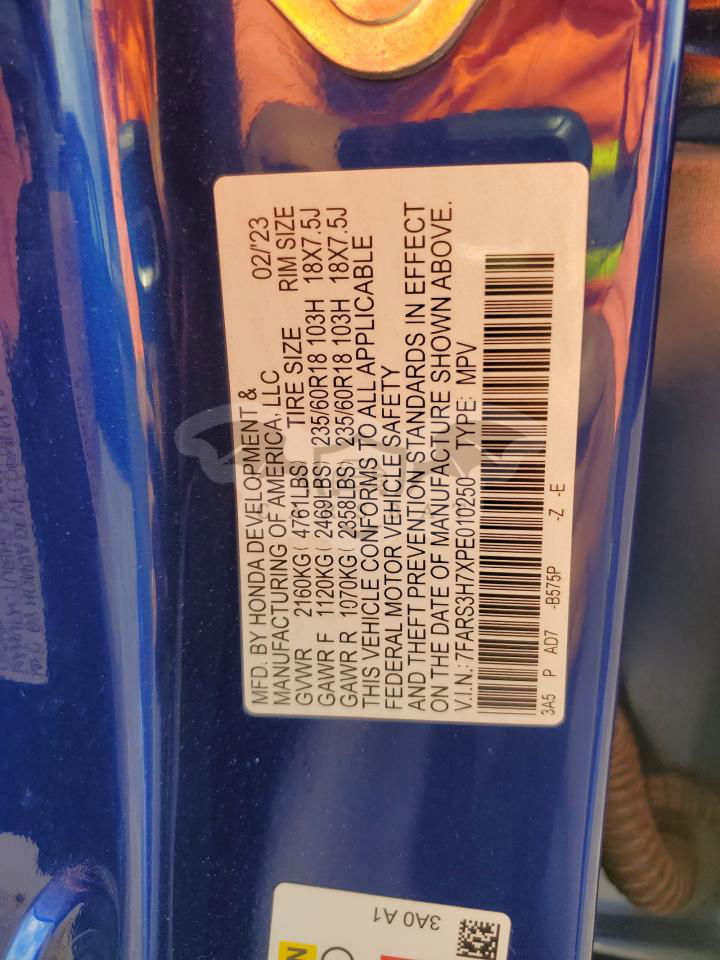 MFD. BY HONDA DEVELOPMENT &
MANUFACTURING OF AMERICA, LLC 02/'23
GVWR 2160KG ( 4761LBS) TIRE SIZE RIM SIZE
GAWR F 1120KG ( 2469LBS) 235/60R18 103H 18X7.5J
GAWR R 1070KG ( 2358LBS) 235/60R18 103H 18X7.5J
THIS VEHICLE CONFORMS TO ALL APPLICABLE
FEDERAL MOTOR VEHICLE SAFETY
AND THEFT PREVENTION STANDARDS IN EFFECT
ON THE DATE OF MANUFACTURE SHOWN ABOVE.
V.I.N.: 7FARS3H7XPE010250 TYPE: MPV
3A5 P AD7 -B575P -Z -E
3A0 A1